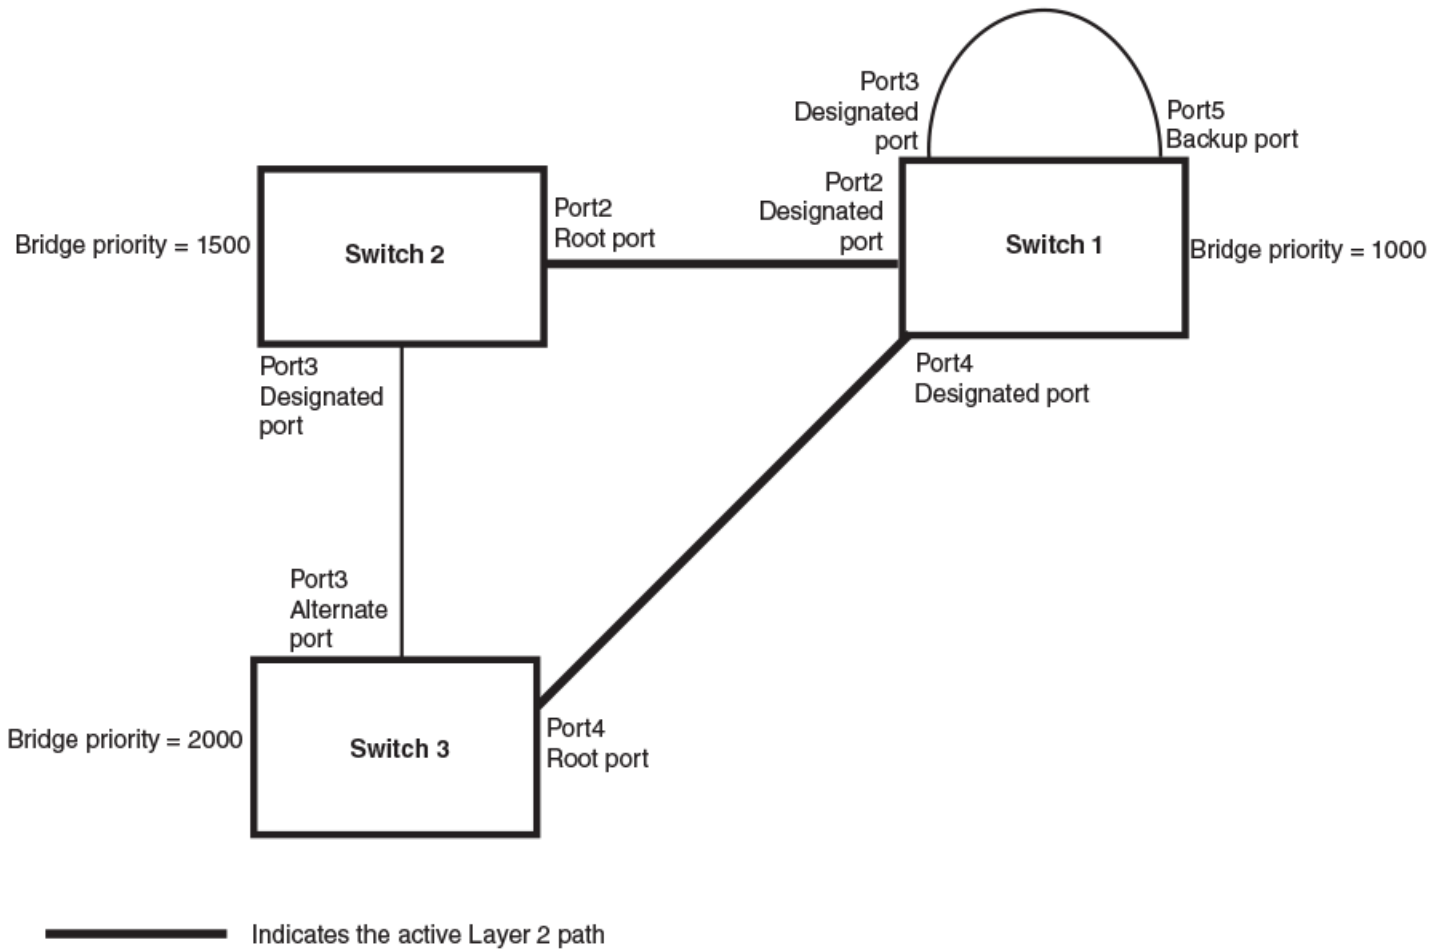 Port3
Designated
port
Port5
Backup port
Port2
Designated
port
Port2
Root port
Bridge priority = 1500
Switch 2
Switch 1
Bridge priority = 1000
Port3
Designated
port
Port4
Designated port
Port3
Alternate
port
Bridge priority = 2000
Switch 3
Port4
Root port
Indicates the active Layer 2 path